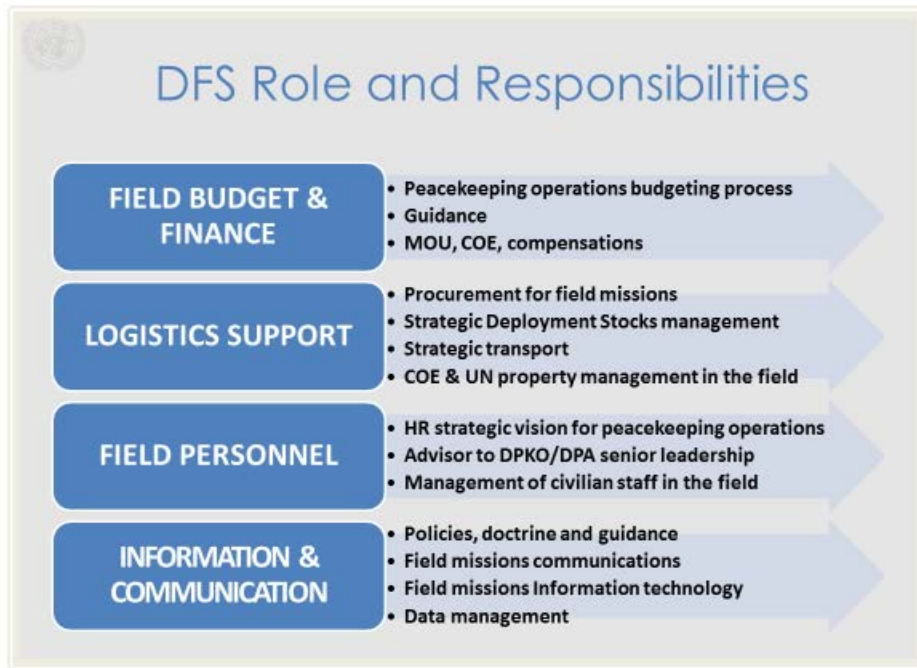 DFS Role and Responsibilities
FIELD BUDGET &
FINANCE
• Peacekeeping operations budgeting process
• Guidance
• MOU, COE, compensations
LOGISTICS SUPPORT
• Procurement for field missions
• Strategic Deployment Stocks management
• Strategic transport
• COE & UN property management in the field
FIELD PERSONNEL
• HR strategic vision for peacekeeping operations
• Advisor to DPKO/DPA senior leadership
• Management of civilian staff in the field
INFORMATION &
COMMUNICATION
• Policies, doctrine and guidance
• Field missions communications
• Field missions Information technology
• Data management